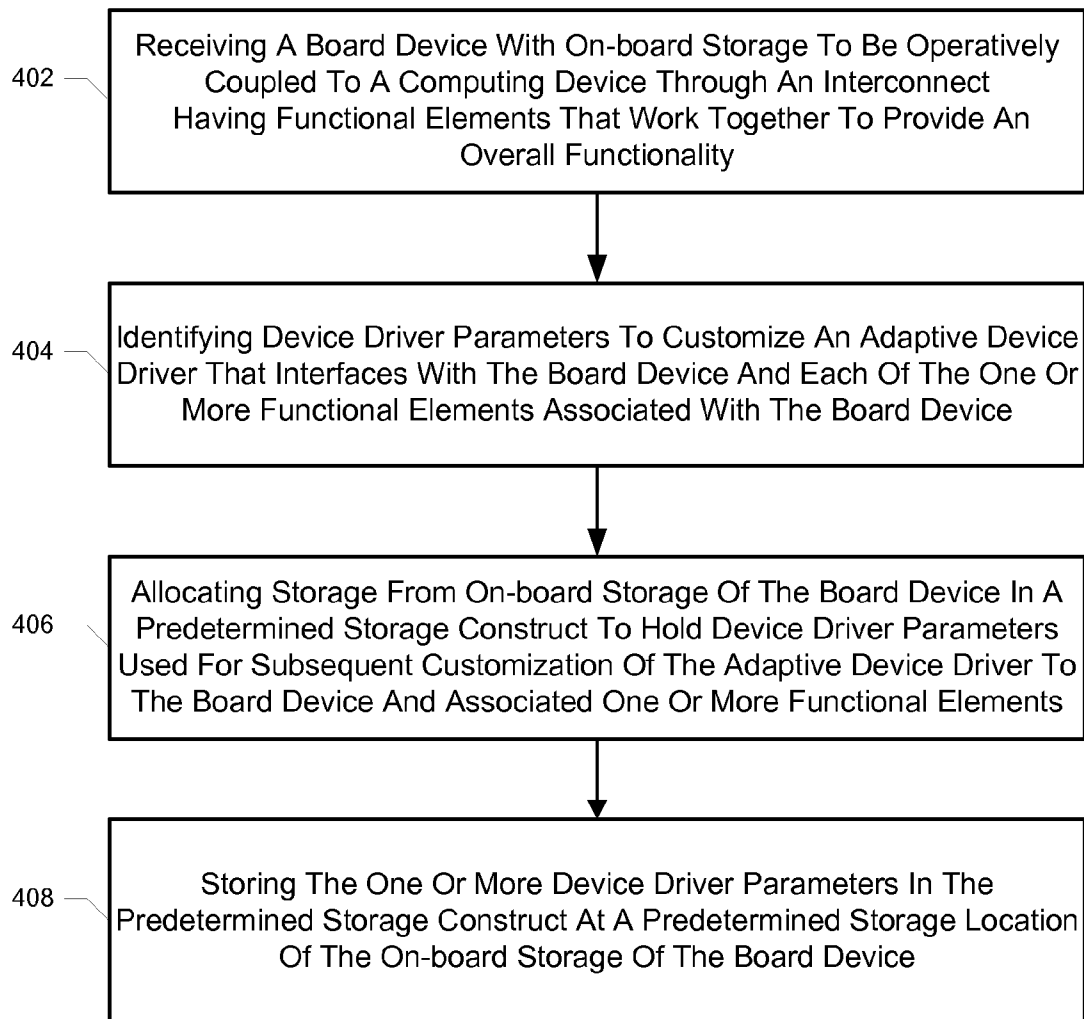 402
Receiving A Board Device With On-board Storage To Be Operatively
Coupled To A Computing Device Through An Interconnect
Having Functional Elements That Work Together To Provide An
Overall Functionality
404
Identifying Device Driver Parameters To Customize An Adaptive Device
Driver That Interfaces With The Board Device And Each Of The One Or
More Functional Elements Associated With The Board Device
406
Allocating Storage From On-board Storage Of The Board Device In A
Predetermined Storage Construct To Hold Device Driver Parameters
Used For Subsequent Customization Of The Adaptive Device Driver To
The Board Device And Associated One Or More Functional Elements
408
Storing The One Or More Device Driver Parameters In The
Predetermined Storage Construct At A Predetermined Storage Location
Of The On-board Storage Of The Board Device